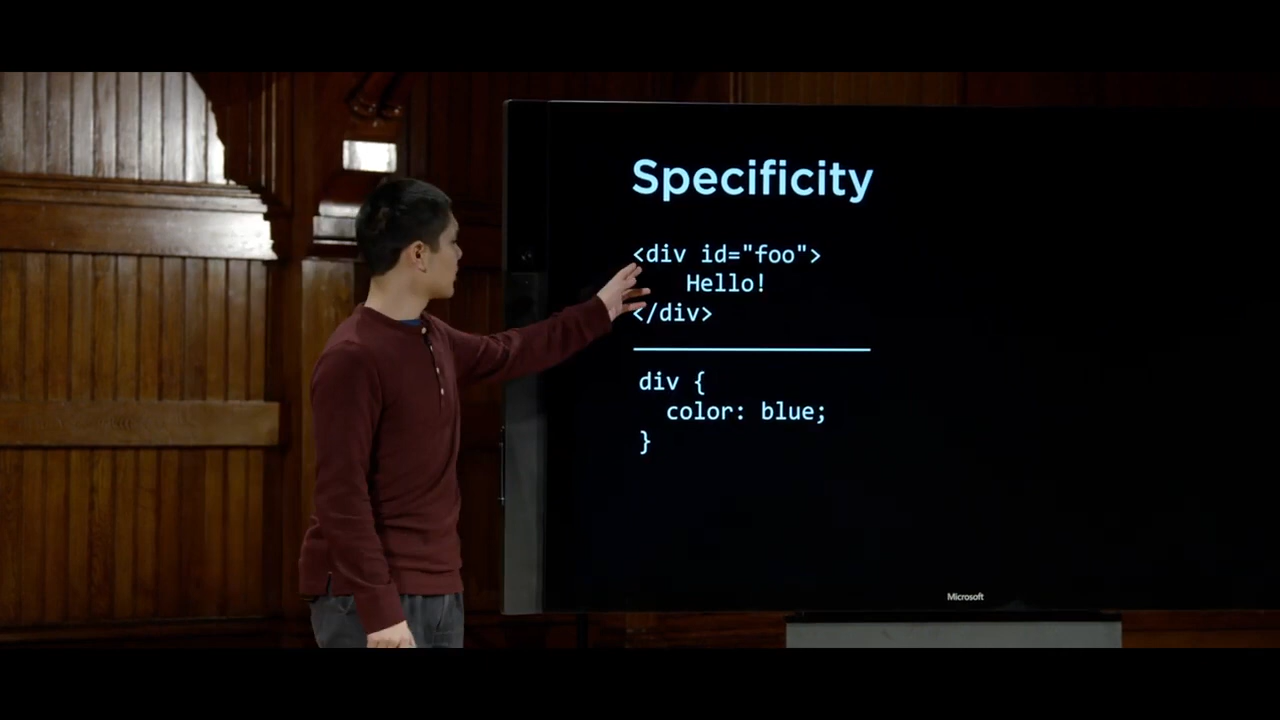 Specificity
<div id="foo">
    Hello!
</div>
div {
  color: blue;
}
Microsoft